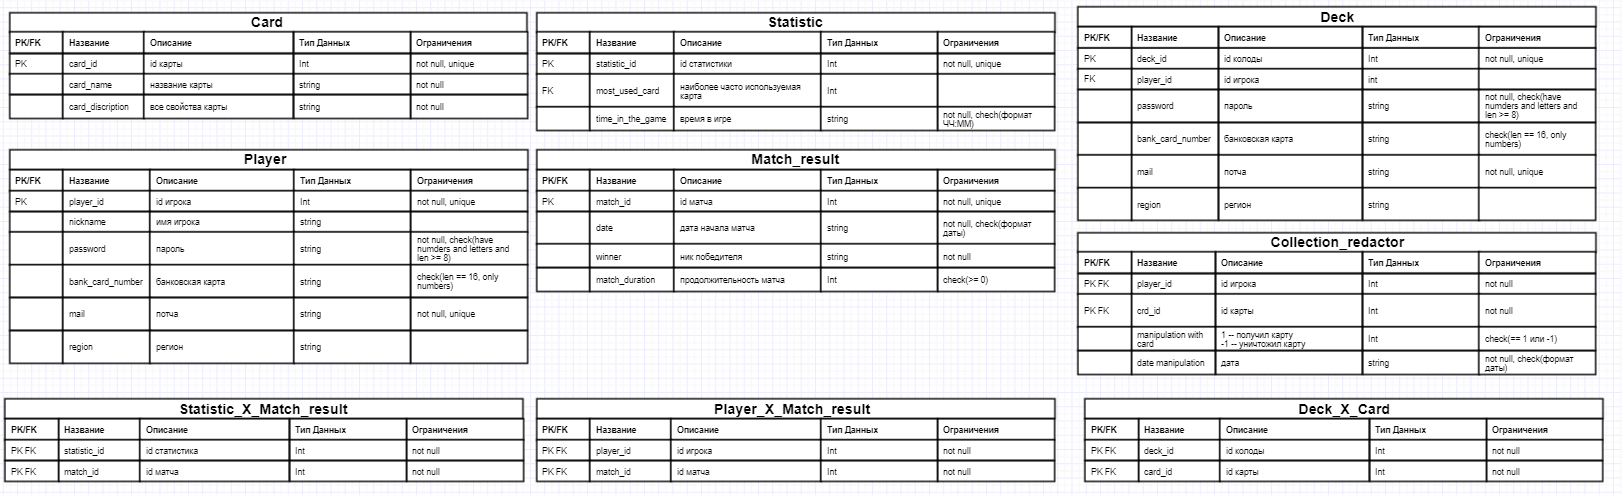 Card
PK/FK Название Описание Тип Данных Ограничения
PK card_id id карты Int not null, unique
card_name название карты string not null
card_discription все свойства карты string not null
Statistic
PK/FK Название Описание Тип Данных Ограничения
PK statistic_id id статистики Int not null, unique
FK most_used_card наиболее часто используемая
карта Int
time_in_the_game время в игре string not null, chech(формат
ЧЧ:ММ)
Deck
PK/FK Название Описание Тип Данных Ограничения
PK deck_id id колоды Int not null, unique
FK player_id id игрока int
password пароль string not null, check(have
numders and letters and
len >= 8)
bank_card_number банковская карта string check(len == 16, only
numbers)
mail потча string not null, unique
region регион string
Player
PK/FK Название Описание Тип Данных Ограничения
PK player_id id игрока Int not null, unique
nickname имя игрока string
password пароль string not null, check(have
numders and letters and
len >= 8)
bank_card_number банковская карта string check(len == 16, only
numbers)
mail потча string not null, unique
region регион string
Match_result
PK/FK Название Описание Тип Данных Ограничения
PK match_id id матча Int not null, unique
date дата начала матча string not null, check(формат
даты)
winner ник победителя string not null
match_duration продолжительность матча Int check(>= 0)
Collection_redactor
PK/FK Название Описание Тип Данных Ограничения
PK FK player_id id игрока Int not null
PK FK crd_id id карты Int not null
manipulation with
card 1 -- получил карту
-1 -- уничтожил карту Int check(== 1 или -1)
date manipulation дата string not null, check(формат
даты)
Statistic_X_Match_result
PK/FK Название Описание Тип Данных Ограничения
PK FK statistic_id id статистика Int not null
PK FK match_id id матча Int not null
Player_X_Match_result
PK/FK Название Описание Тип Данных Ограничения
PK FK player_id id игрока Int not null
PK FK match_id id матча Int not null
Deck_X_Card
PK/FK Название Описание Тип Данных Ограничения
PK FK deck_id id колоды Int not null
PK FK card_id id карты Int not null